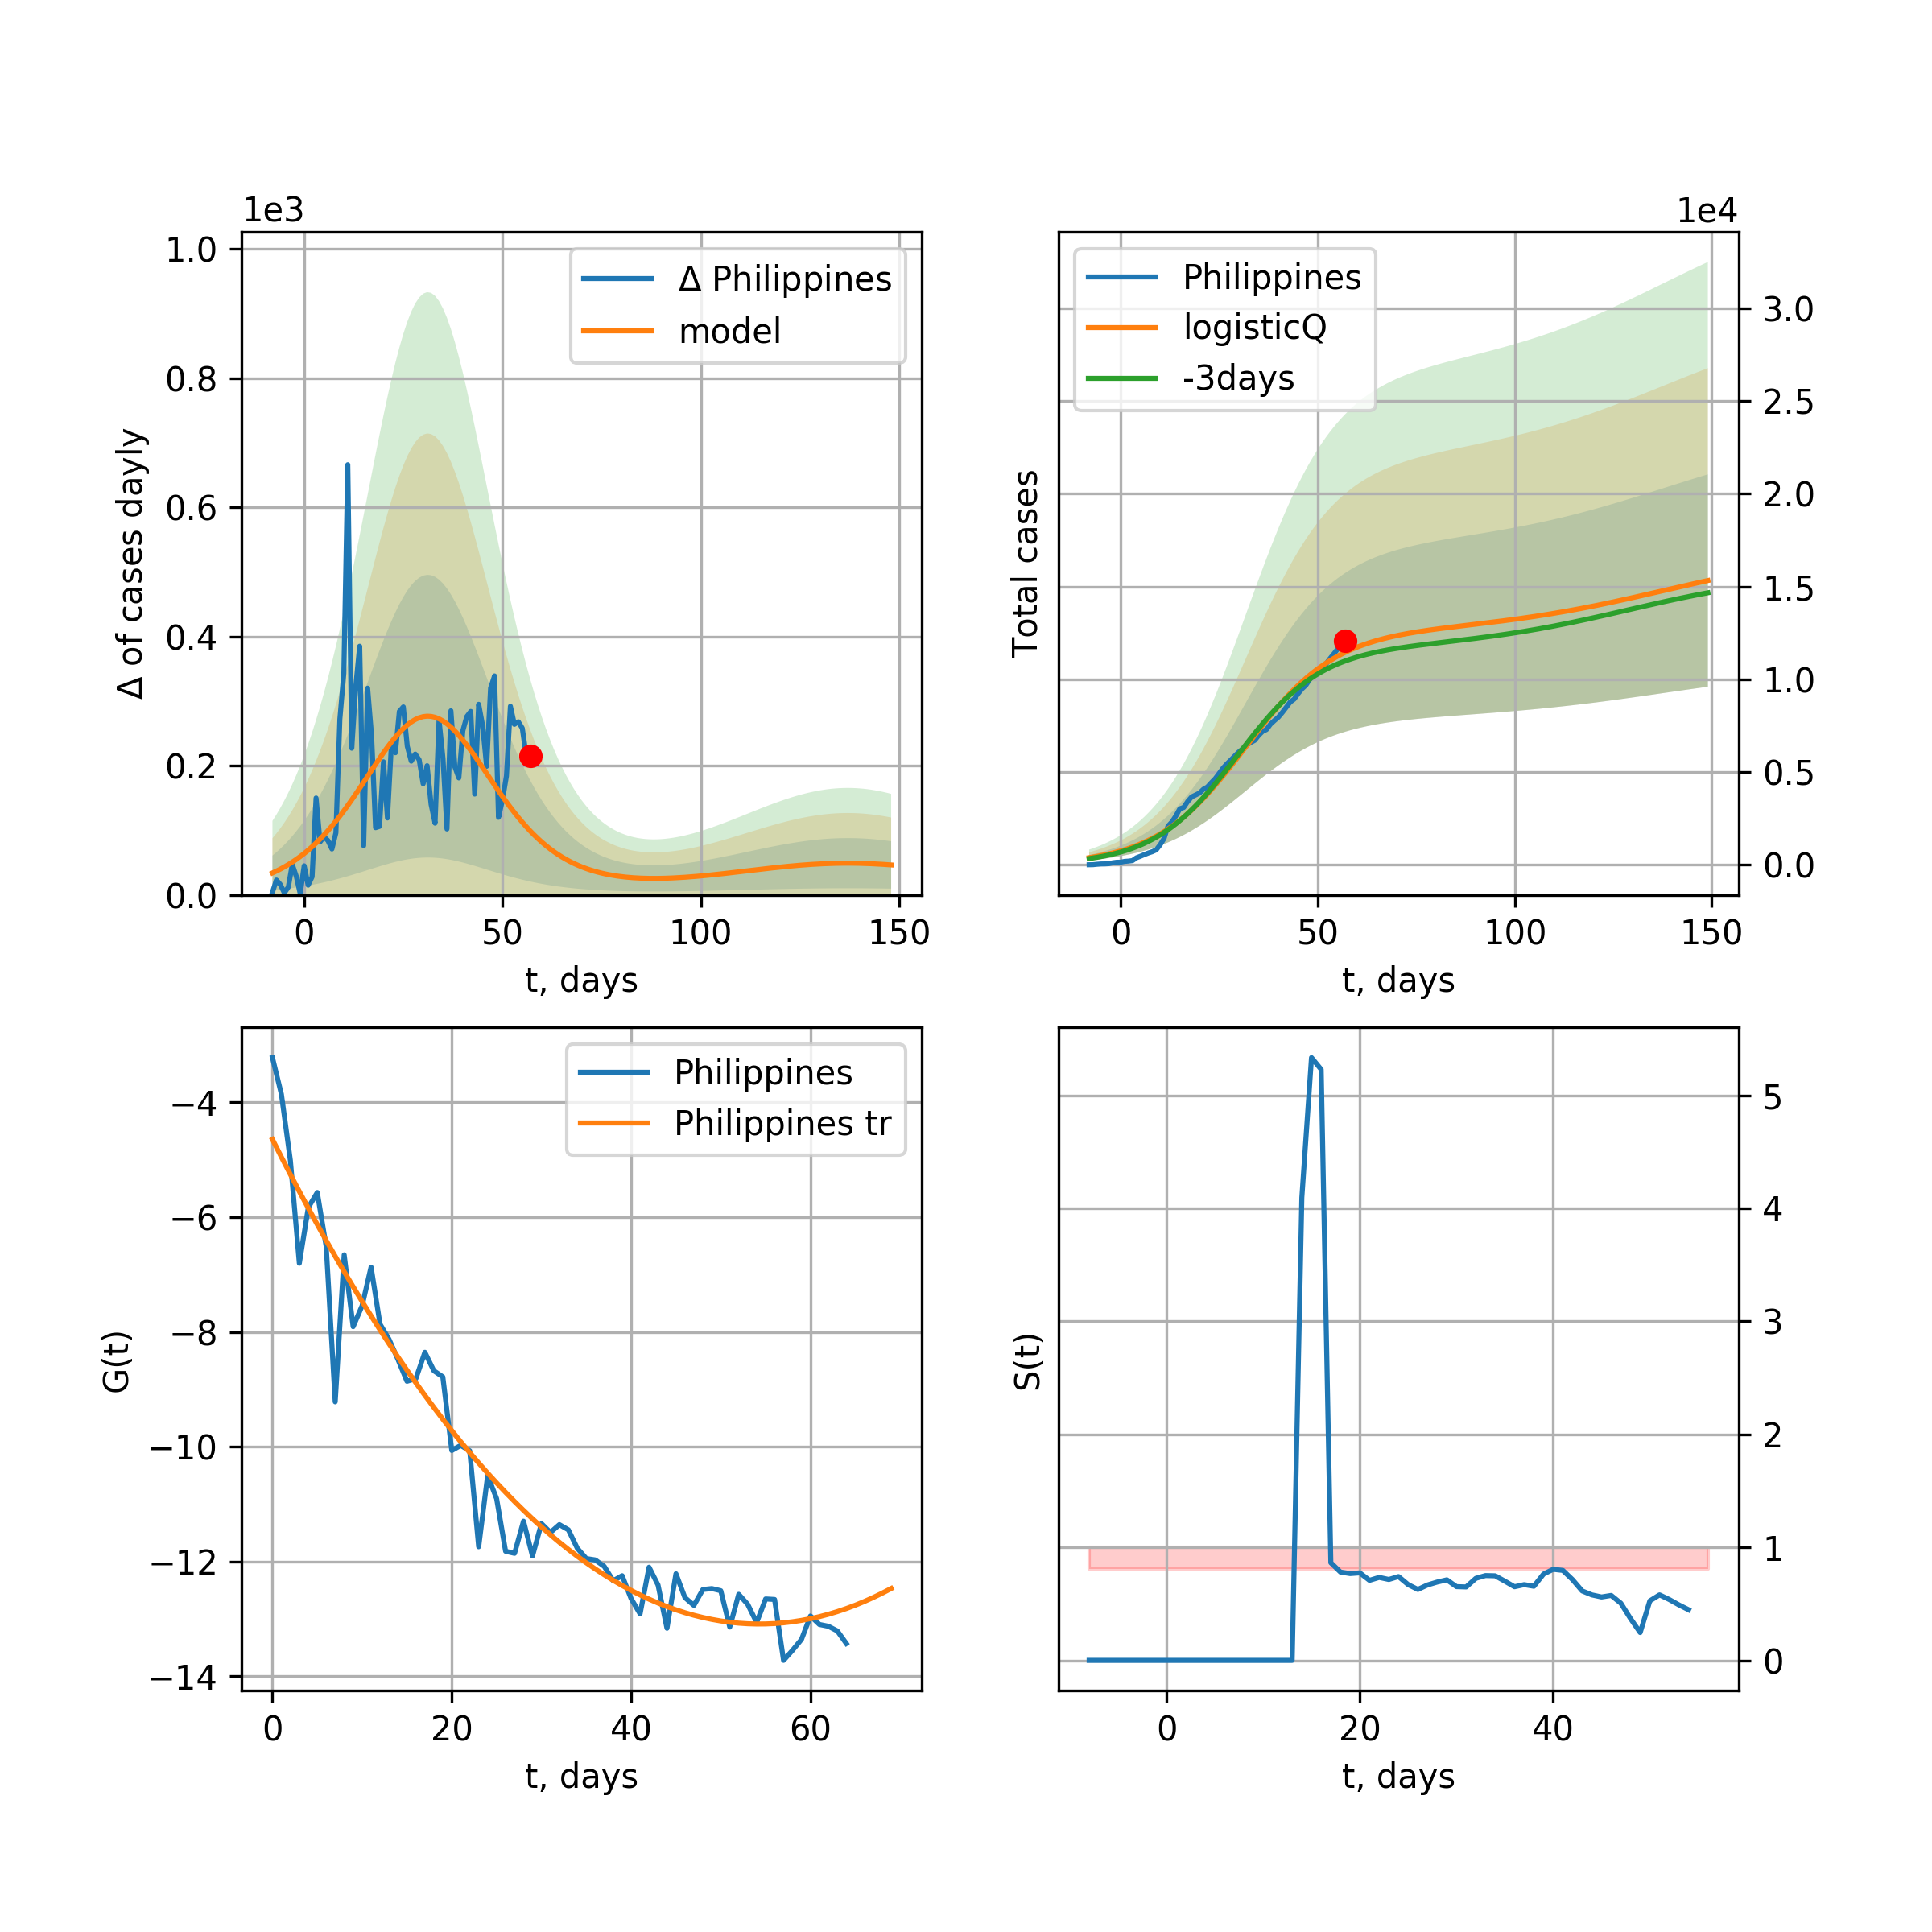 1e3
1.0
0.8
0.6
0.4
0.2
0.0
Δ of cases dayly
Δ Philippines
model
0
50
100
150
t, days
1e4
Philippines
logisticQ
-3days
Total cases
3.0
2.5
2.0
1.5
1.0
0.5
0.0
0
50
100
150
t, days
−4
−6
−8
−10
−12
−14
G(t)
Philippines
Philippines tr
0
20
40
60
t, days
S(t)
5
4
3
2
1
0
0
20
40
t, days